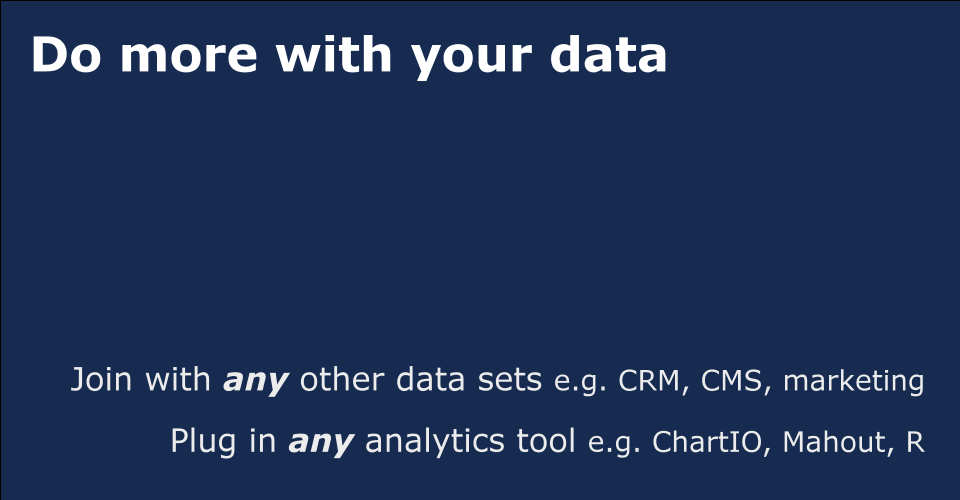 Do more with your data
Join with any other data sets e.g. CRM, CMS, marketing
Plug in any analytics tool e.g. ChartIO, Mahout, R